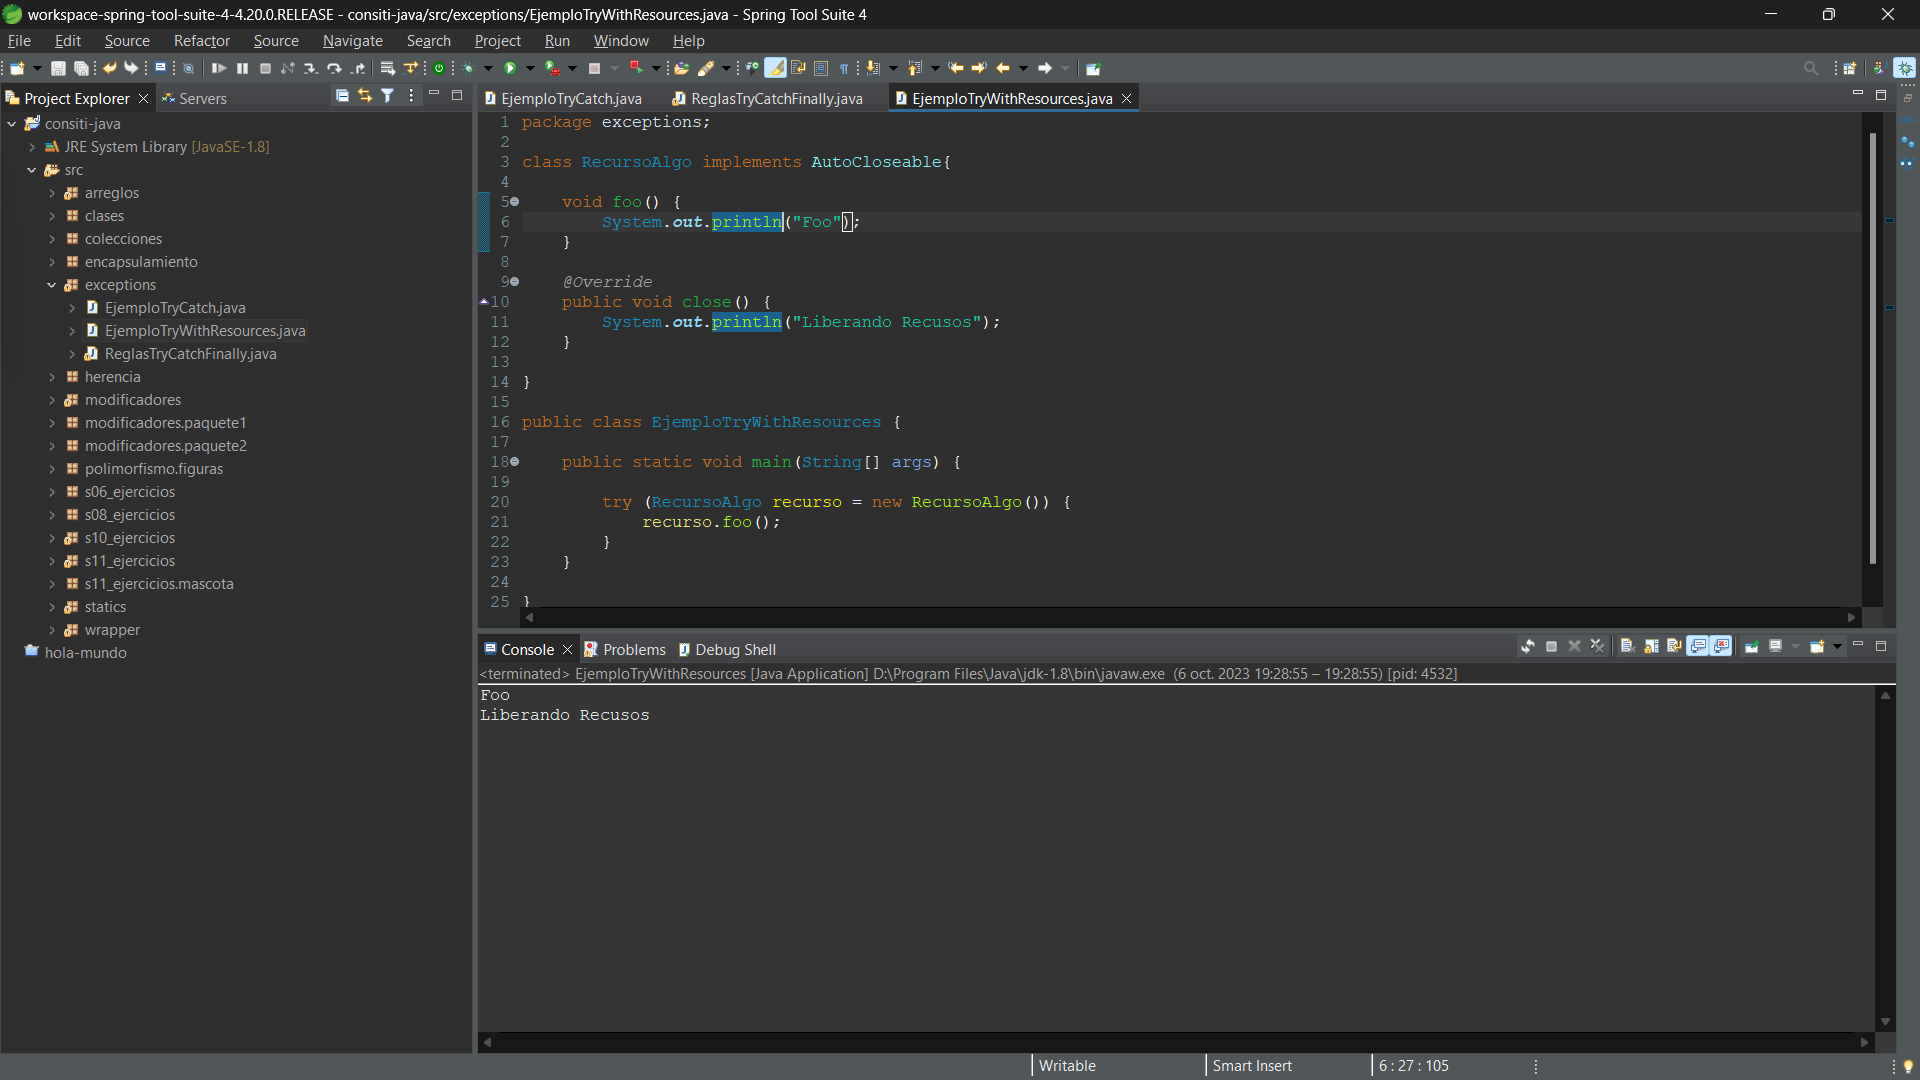 workspace-spring-tool-suite-4-4.20.0.RELEASE - consiti-java/src/exceptions/EjemploTryWithResources.java - Spring Tool Suite 4
File Edit Source Refactor Source Navigate Search Project Run Window Help
Project Explorer Servers
consiti-java
JRE System Library [JavaSE-1.8]
src
arreglos
clases
colecciones
encapsulamiento
exceptions
EjemploTryCatch.java
EjemploTryWithResources.java
ReglasTryCatchFinally.java
herencia
modificadores
modificadores.paquete1
modificadores.paquete2
polimorfismo.figuras
s06_ejercicios
s08_ejercicios
s10_ejercicios
s11_ejercicios
s11_ejercicios.mascota
statics
wrapper
hola-mundo
EjemploTryCatch.java ReglasTryCatchFinally.java EjemploTryWithResources.java
1 package exceptions;
2
3 class RecursoAlgo implements AutoCloseable{
4
5 void foo() {
6 System.out.println("Foo");
7 }
8
9 @Override
10 public void close() {
11 System.out.println("Liberando Recusos");
12 }
13
14 }
15
16 public class EjemploTryWithResources {
17
18 public static void main(String[] args) {
19
20 try (RecursoAlgo recurso = new RecursoAlgo()) {
21 recurso.foo();
22 }
23 }
24
25 }
Console Problems Debug Shell
<terminated> EjemploTryWithResources [Java Application] D:\Program Files\Java\jdk-1.8\bin\javaw.exe (6 oct. 2023 19:28:55 – 19:28:55) [pid: 4532]
Foo
Liberando Recusos
Writable Smart Insert 6 : 27 : 105